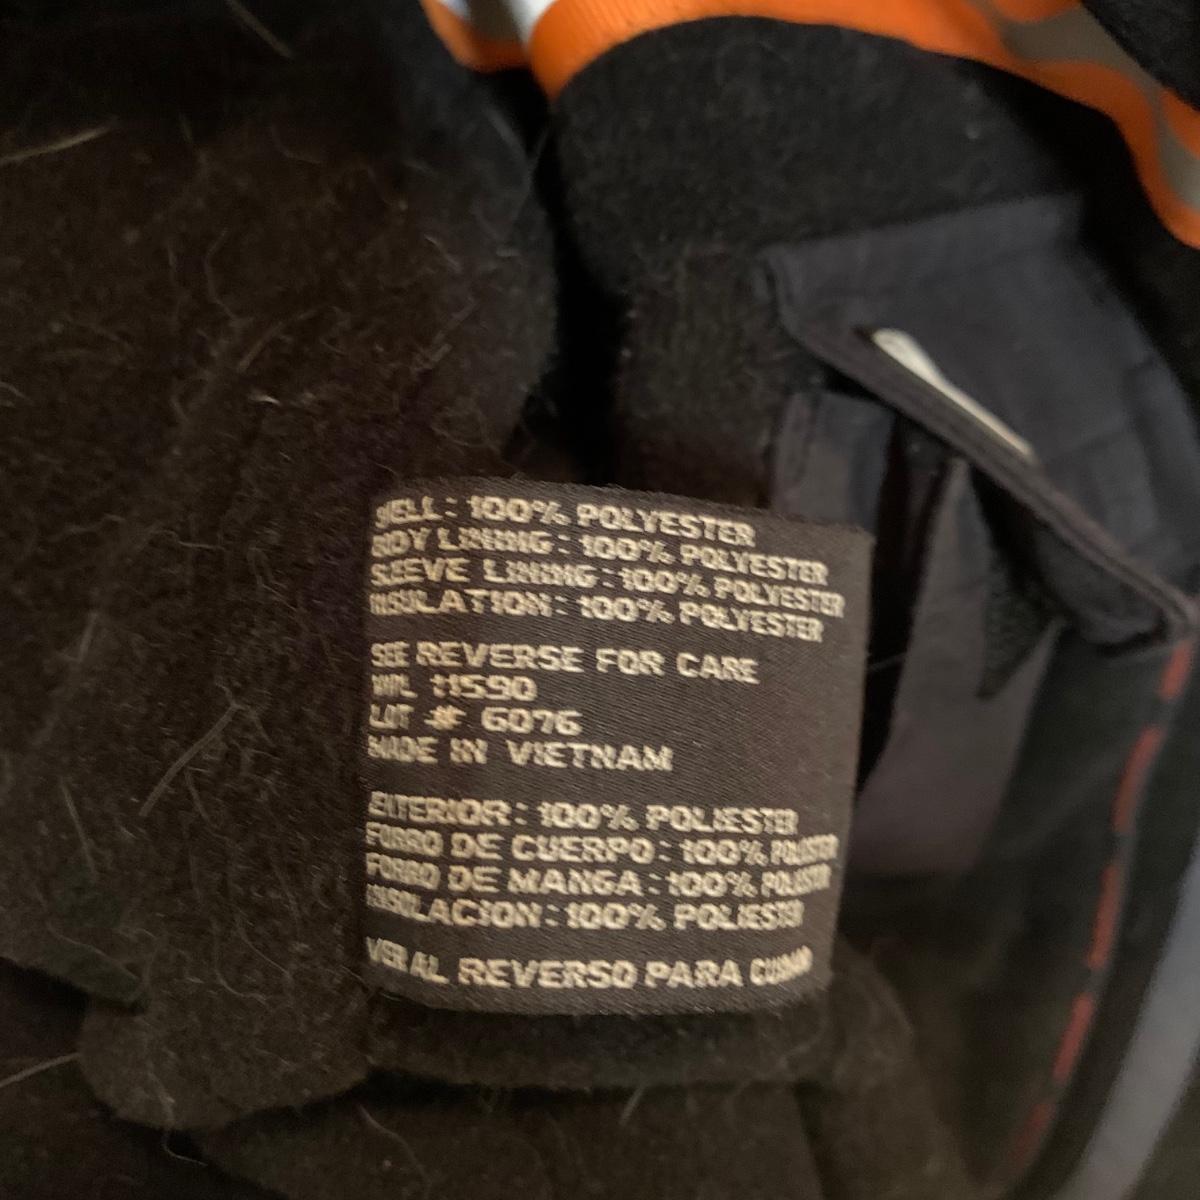 SHELL: 100% POLYESTER
BODY LINING: 100% POLYESTER
SLEEVE LINING: 100% POLYESTER
INSULATION: 100% POLYESTER
SEE REVERSE FOR CARE
WPL 11590
LOT # 6076
MADE IN VIETNAM
EXTERIOR: 100% POLIESTER
FORRO DE CUERPO: 100% POLIESTER
FORRO DE MANGA: 100% POLIESTER
INSOLACION: 100% POLIESTER
VER AL REVERSO PARA CUIDADO